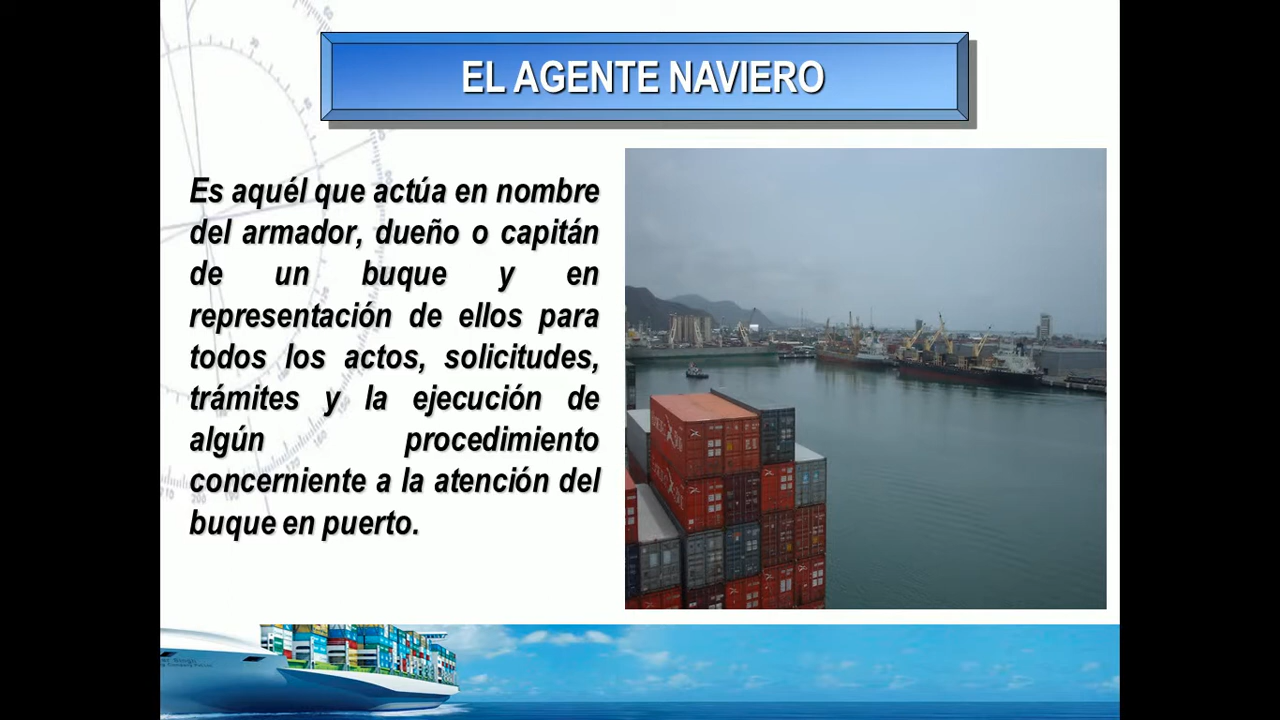 EL AGENTE NAVIERO
Es aquél que actúa en nombre
del armador, dueño o capitán
de un buque y en
representación de ellos para
todos los actos, solicitudes,
trámites y la ejecución de
algún procedimiento
concerniente a la atención del
buque en puerto.